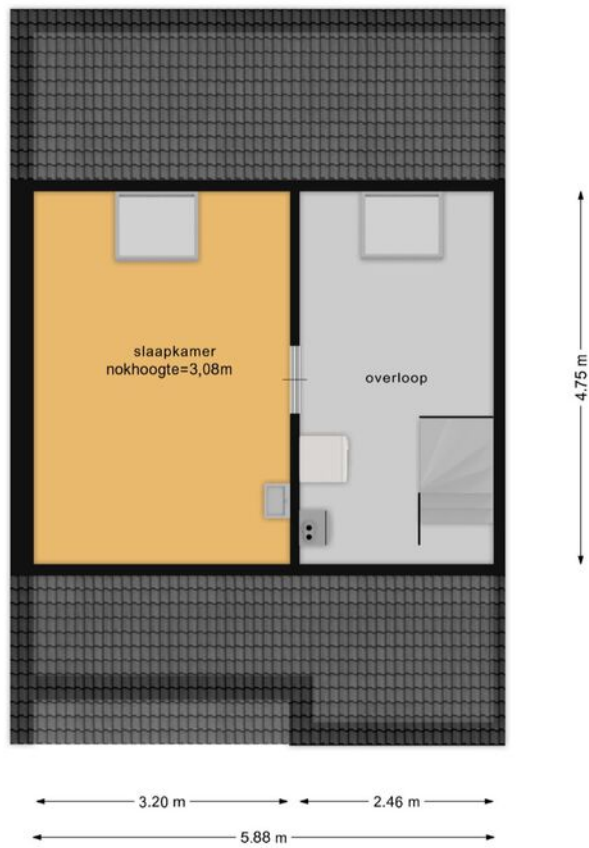 slaapkamer
nokhoogte=3,08m
overloop
4.75 m
3.20 m
2.46 m
5.88 m